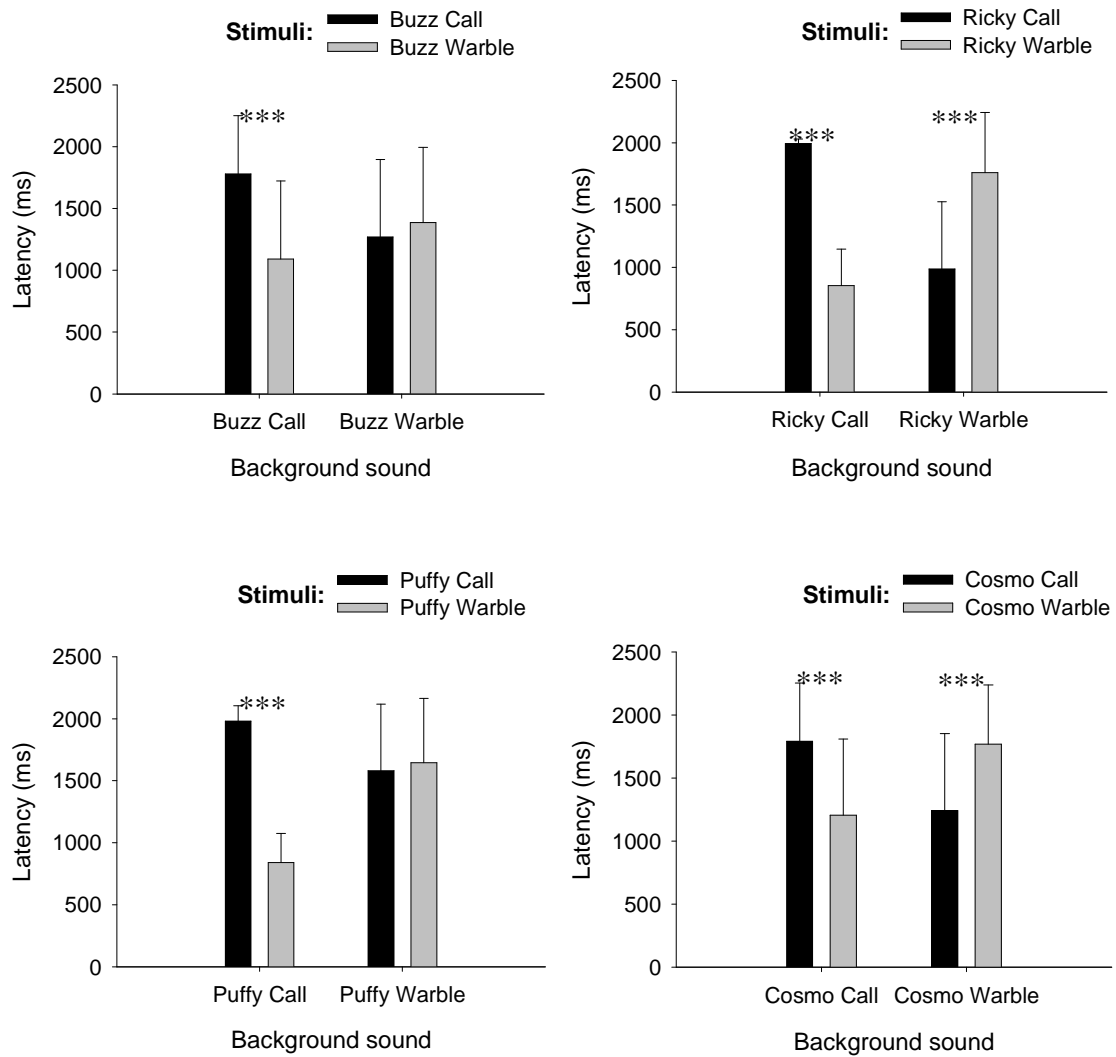 Stimuli: Buzz Call
Buzz Warble
2500
2000
1500
1000
500
0
Latency (ms)
***
Buzz Call Buzz Warble
Background sound
Stimuli: Ricky Call
Ricky Warble
2500
2000
1500
1000
500
0
Latency (ms)
*** ***
Ricky Call Ricky Warble
Background sound
Stimuli: Puffy Call
Puffy Warble
2500
2000
1500
1000
500
0
Latency (ms)
***
Puffy Call Puffy Warble
Background sound
Stimuli: Cosmo Call
Cosmo Warble
2500
2000
1500
1000
500
0
Latency (ms)
*** ***
Cosmo Call Cosmo Warble
Background sound